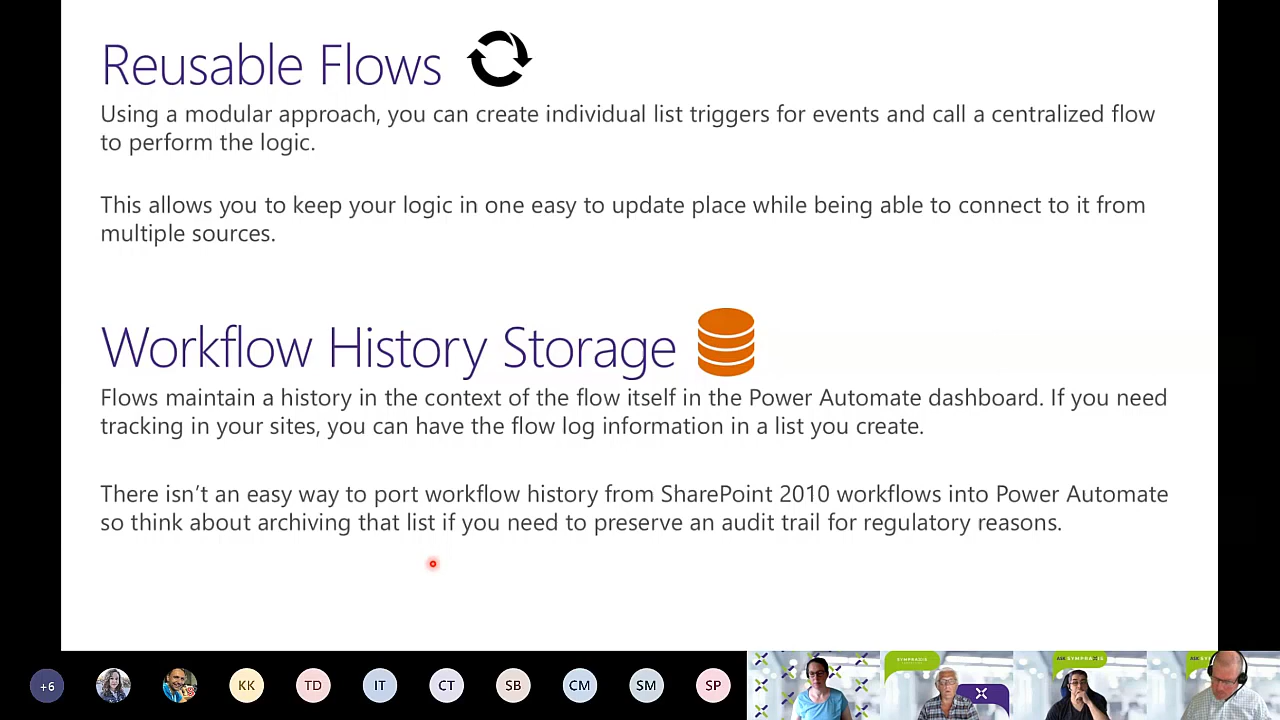 Reusable Flows
Using a modular approach, you can create individual list triggers for events and call a centralized flow
to perform the logic.
This allows you to keep your logic in one easy to update place while being able to connect to it from
multiple sources.
Workflow History Storage
Flows maintain a history in the context of the flow itself in the Power Automate dashboard. If you need
tracking in your sites, you can have the flow log information in a list you create.
There isn’t an easy way to port workflow history from SharePoint 2010 workflows into Power Automate
so think about archiving that list if you need to preserve an audit trail for regulatory reasons.
+6
KK
TD
IT
CT
SB
CM
SM
SP
SYMPRAXIS